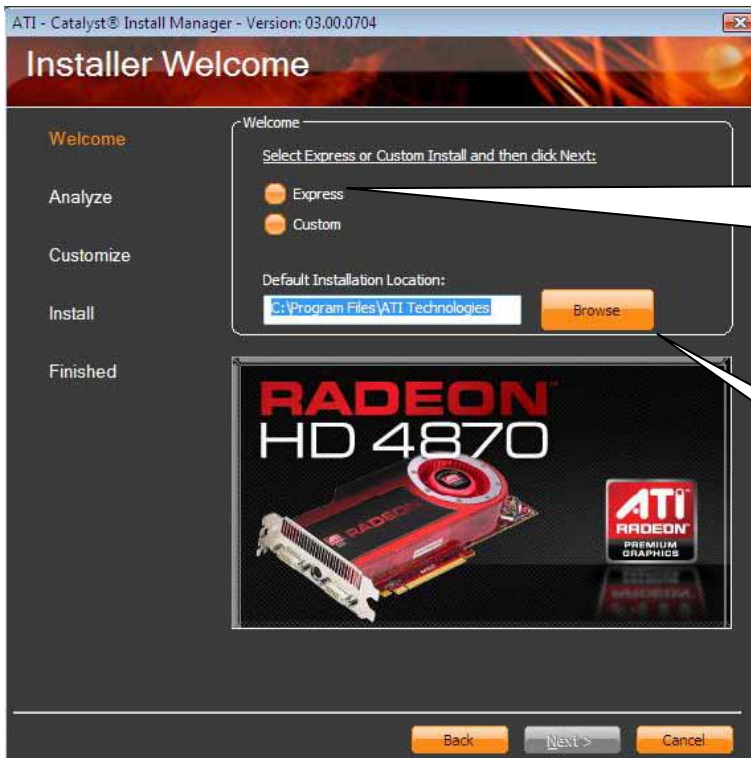 ATI - Catalyst® Install Manager - Version: 03.00.0704
Installer Welcome
Welcome
Analyze
Customize
Install
Finished
Welcome
Select Express or Custom Install and then click Next:
Express
Custom
Default Installation Location:
C:\Program Files\ATI Technologies
Browse
RADEON™
HD 4870
RADEON
ATI
RADEON
PREMIUM
GRAPHICS
Back
Next >
Cancel